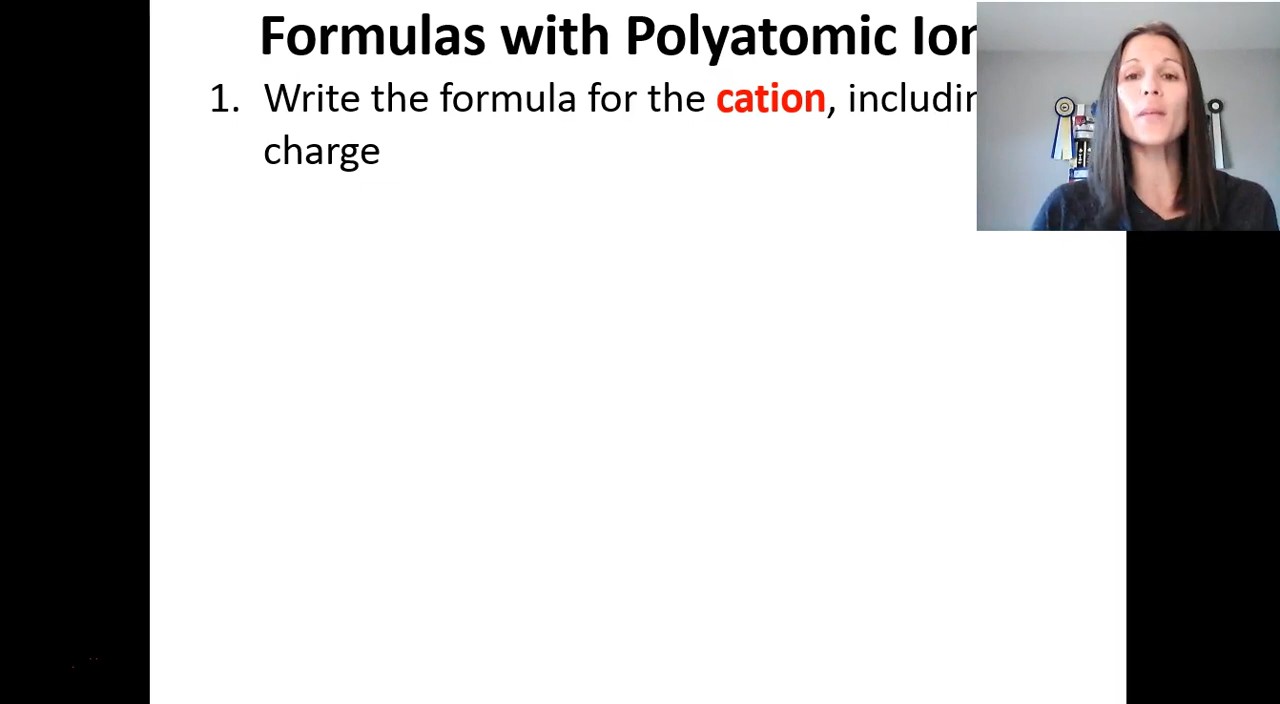 Formulas with Polyatomic Ion
1. Write the formula for the cation, includin
charge